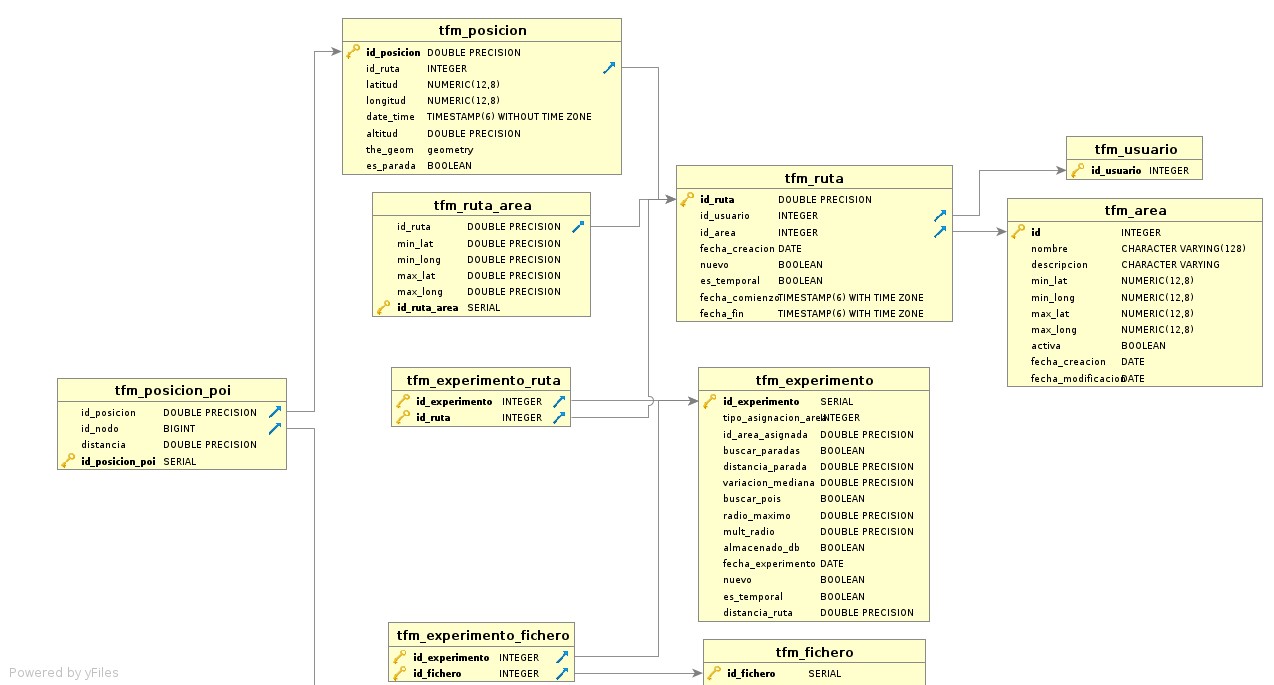 tfm_posicion
id_posicion DOUBLE PRECISION
id_ruta INTEGER
latitud NUMERIC(12,8)
longitud NUMERIC(12,8)
date_time TIMESTAMP(6) WITHOUT TIME ZONE
altitud DOUBLE PRECISION
the_geom geometry
es_parada BOOLEAN
tfm_usuario
id_usuario INTEGER
tfm_ruta
id_ruta DOUBLE PRECISION
id_usuario INTEGER
id_area INTEGER
fecha_creacion DATE
nuevo BOOLEAN
es_temporal BOOLEAN
fecha_comienzo TIMESTAMP(6) WITH TIME ZONE
fecha_fin TIMESTAMP(6) WITH TIME ZONE
tfm_ruta_area
id_ruta DOUBLE PRECISION
min_lat DOUBLE PRECISION
min_long DOUBLE PRECISION
max_lat DOUBLE PRECISION
max_long DOUBLE PRECISION
id_ruta_area SERIAL
tfm_area
id INTEGER
nombre CHARACTER VARYING(128)
descripcion CHARACTER VARYING
min_lat NUMERIC(12,8)
min_long NUMERIC(12,8)
max_lat NUMERIC(12,8)
max_long NUMERIC(12,8)
activa BOOLEAN
fecha_creacion DATE
fecha_modificacion DATE
tfm_posicion_poi
id_posicion DOUBLE PRECISION
id_nodo BIGINT
distancia DOUBLE PRECISION
id_posicion_poi SERIAL
tfm_experimento_ruta
id_experimento INTEGER
id_ruta INTEGER
tfm_experimento
id_experimento SERIAL
tipo_asignacion_area INTEGER
id_area_asignada DOUBLE PRECISION
buscar_paradas BOOLEAN
distancia_parada DOUBLE PRECISION
variacion_mediana DOUBLE PRECISION
buscar_pois BOOLEAN
radio_maximo DOUBLE PRECISION
mult_radio DOUBLE PRECISION
almacenado_db BOOLEAN
fecha_experimento DATE
nuevo BOOLEAN
es_temporal BOOLEAN
distancia_ruta DOUBLE PRECISION
tfm_experimento_fichero
id_experimento INTEGER
id_fichero INTEGER
tfm_fichero
id_fichero SERIAL
Powered by yFiles